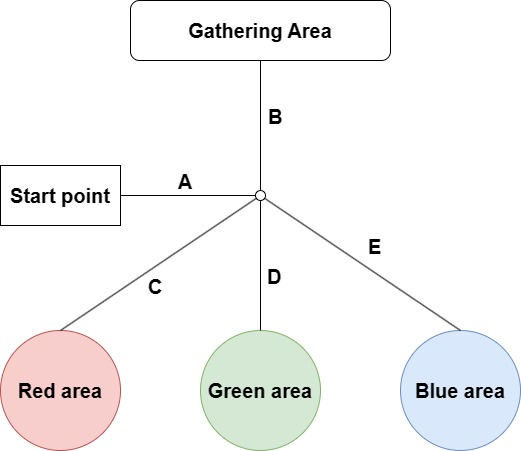 Gathering Area
B
Start point
A
E
C
D
Red area
Green area
Blue area